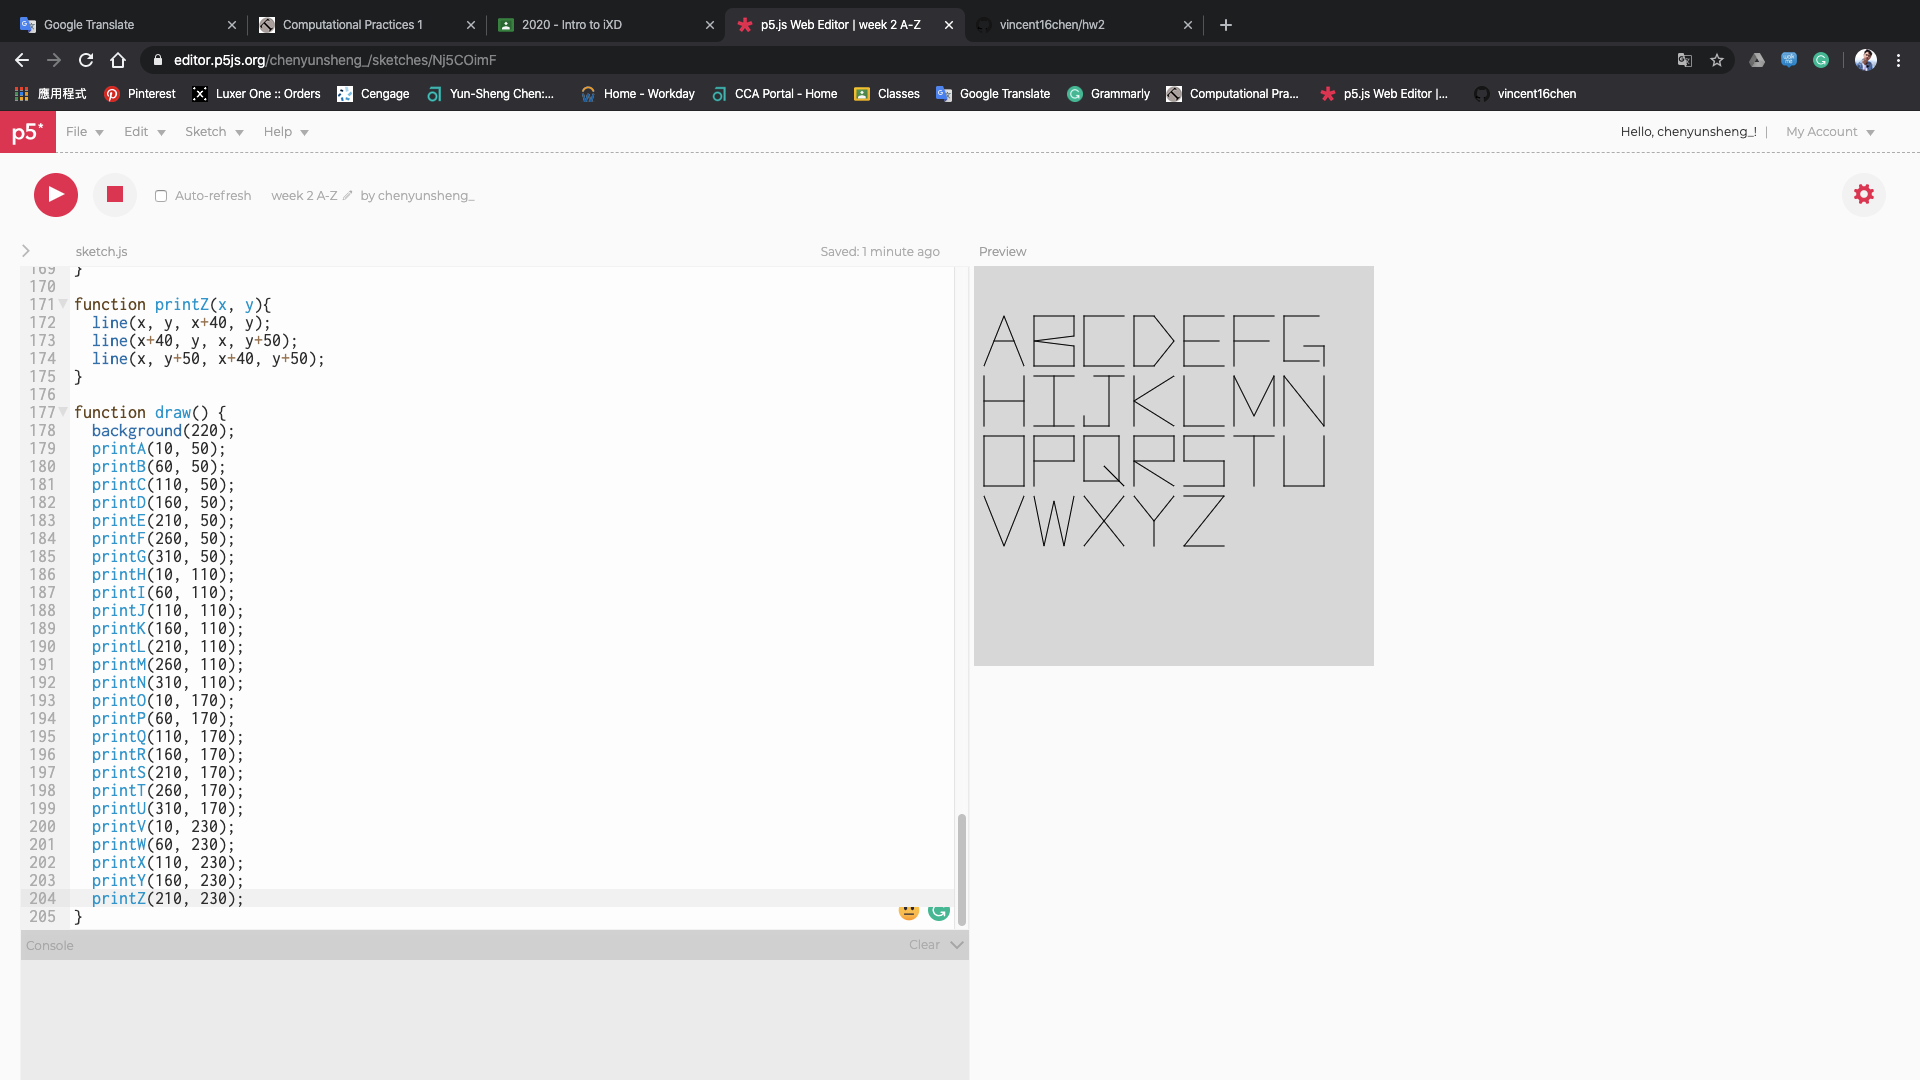 Google Translate
Computational Practices 1
2020 - Intro to iXD
p5.js Web Editor | week 2 A-Z
vincent16chen/hw2
editor.p5js.org/chenyunsheng_/sketches/Nj5COimF
應用程式
Pinterest
Luxer One :: Orders
Cengage
Yun-Sheng Chen:...
Home - Workday
CCA Portal - Home
Classes
Google Translate
Grammarly
Computational Pra...
p5.js Web Editor |...
vincent16chen
p5* File Edit Sketch Help
Hello, chenyunsheng_! | My Account
Auto-refresh week 2 A-Z by chenyunsheng_
sketch.js Saved: 1 minute ago Preview
169 }
170
171 function printZ(x, y){
172 line(x, y, x+40, y);
173 line(x+40, y, x, y+50);
174 line(x, y+50, x+40, y+50);
175 }
176
177 function draw() {
178 background(220);
179 printA(10, 50);
180 printB(60, 50);
181 printC(110, 50);
182 printD(160, 50);
183 printE(210, 50);
184 printF(260, 50);
185 printG(310, 50);
186 printH(10, 110);
187 printI(60, 110);
188 printJ(110, 110);
189 printK(160, 110);
190 printL(210, 110);
191 printM(260, 110);
192 printN(310, 110);
193 printO(10, 170);
194 printP(60, 170);
195 printQ(110, 170);
196 printR(160, 170);
197 printS(210, 170);
198 printT(260, 170);
199 printU(310, 170);
200 printV(10, 230);
201 printW(60, 230);
202 printX(110, 230);
203 printY(160, 230);
204 printZ(210, 230);
205 }
Console Clear
ABCDEFG
HIJKLMN
OPQRSTU
VWXYZ